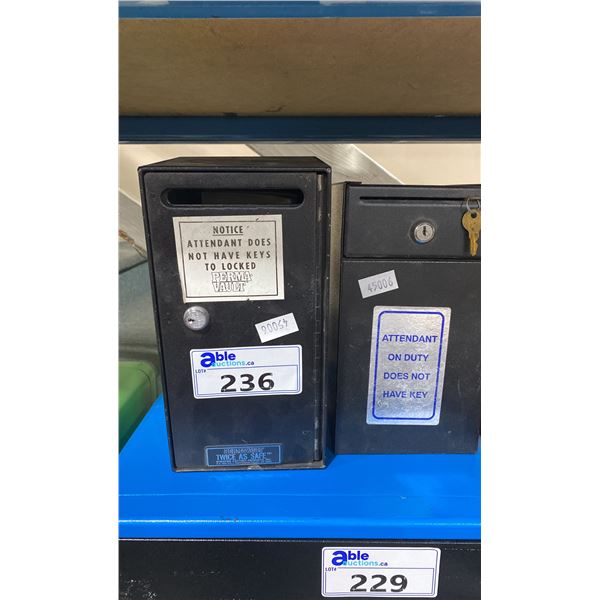 NOTICE
ATTENDANT DOES
NOT HAVE KEYS
TO LOCKED
PERMA-
VAULT
90064
able
auctions.ca
LOT#
236
TWICE AS SAFE
45006
ATTENDANT
ON DUTY
DOES NOT
HAVE KEY
able
auctions.ca
LOT#
229